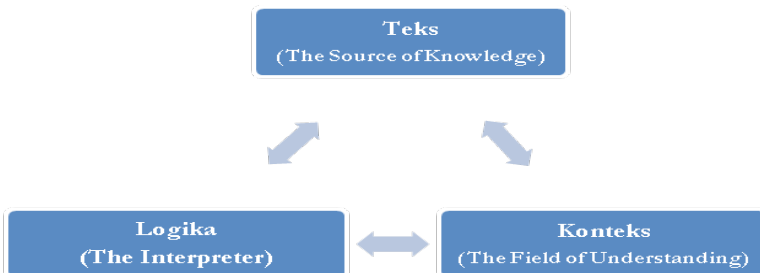 Teks
(The Source of Knowledge)
Logika
(The Interpreter)
Konteks
(The Field of Understanding)